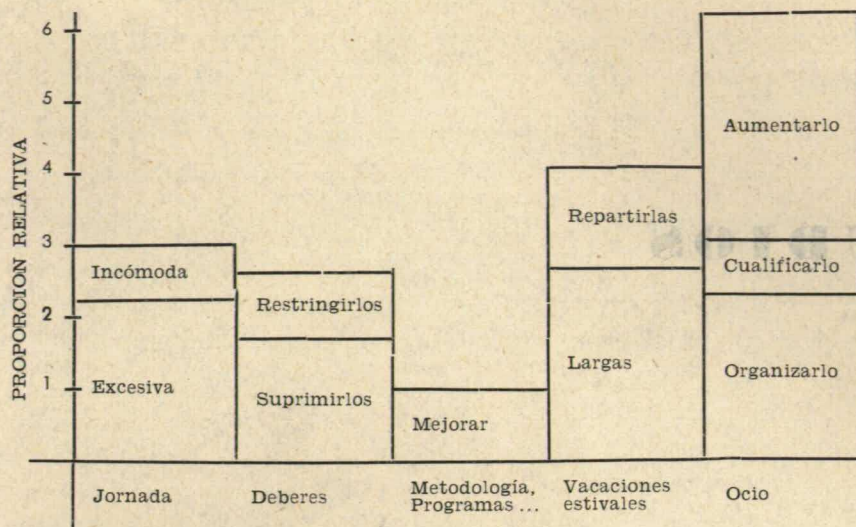 PROPORCION RELATIVA
6
5
4
3
2
1
Incómoda
Excesiva
Restringirlos
Suprimirlos
Mejorar
Repartirlas
Largas
Aumentarlo
Cualificarlo
Organizarlo
Jornada
Deberes
Metodología,
Programas ...
Vacaciones
estivales
Ocio